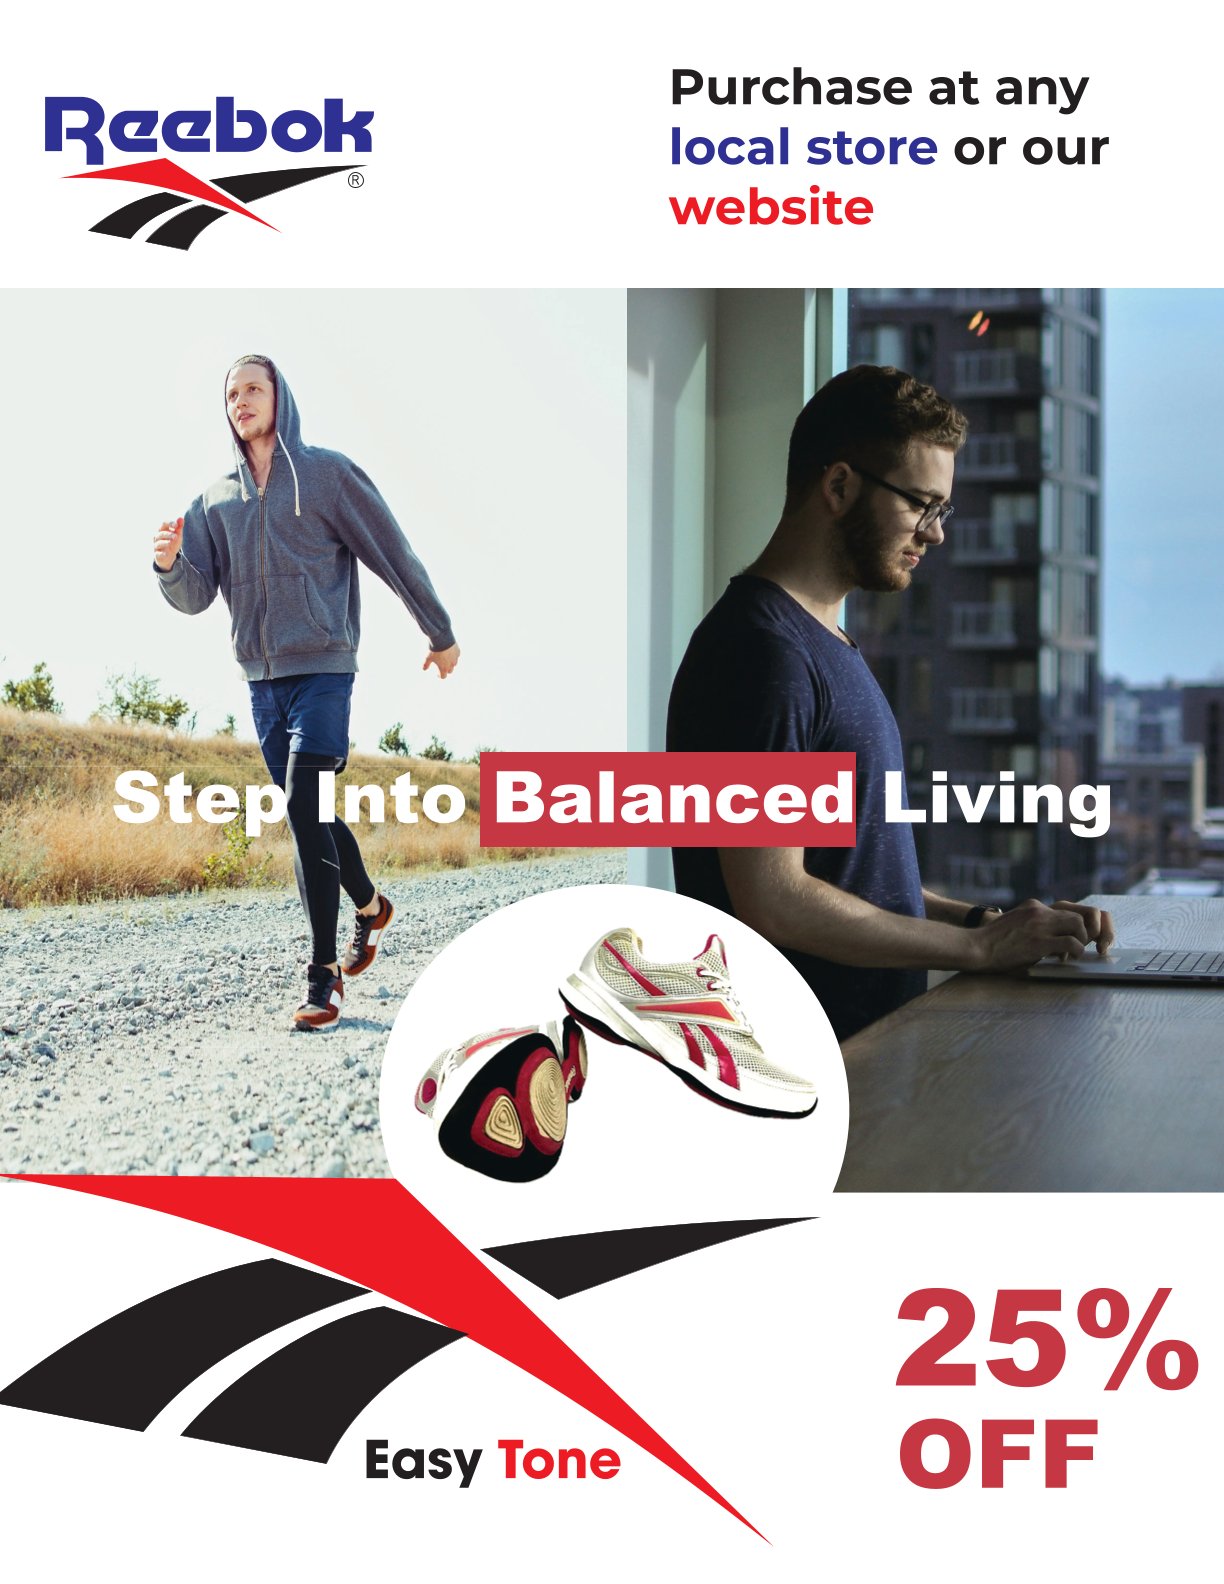 Reebok
®
Purchase at any
local store or our
website
Step Into Balanced Living
Easy Tone
25%
OFF